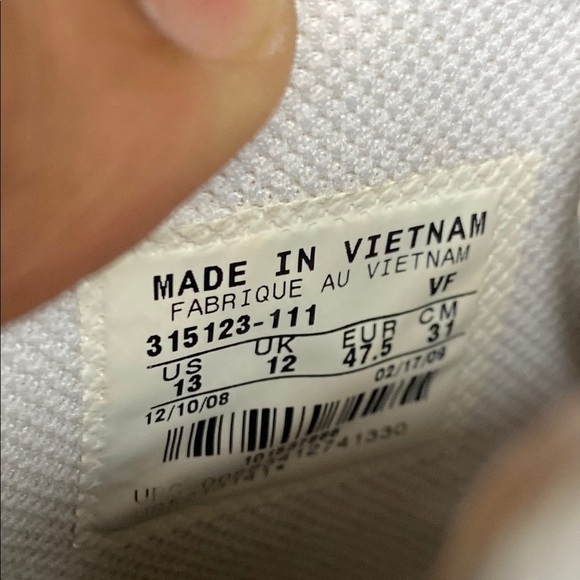 MADE IN VIETNAM
FABRIQUE AU VIETNAM
315123-111 VF
US UK EUR CM
13 12 47.5 31
12/10/08 02/17/09